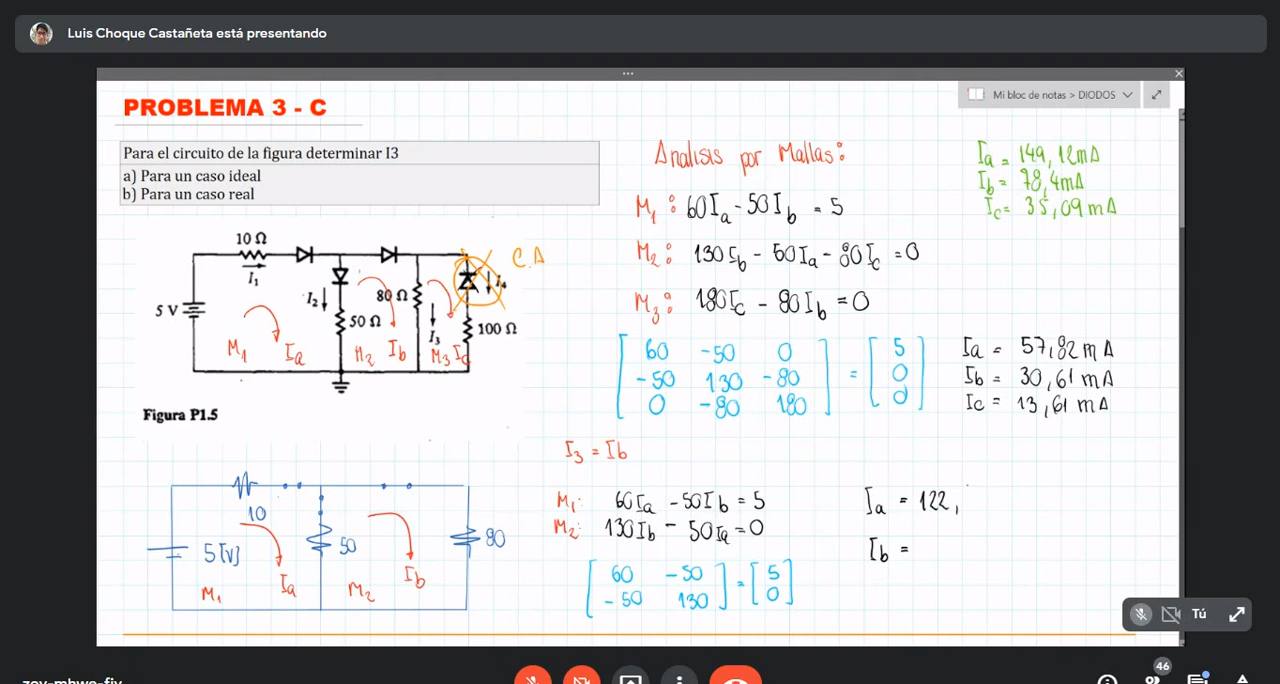 Luis Choque Castañeta está presentando
...
Mi bloc de notas > DIODOS
PROBLEMA 3 - C
Para el circuito de la figura determinar I3
a) Para un caso ideal
b) Para un caso real
10 Ω
I₁
5 V
I₂
50 Ω
80 Ω
I₃
I₄
100 Ω
C.A
M₁
Ia
M₂
Ib
M₃ Ic
Figura P1.5
Analisis por Mallas:
M₁: 60Ia - 50Ib = 5
M₂: 130Ib - 50Ia - 80Ic = 0
M₃: 180Ic - 80Ib = 0
Ia = 149,12mA
Ib = 78,4mA
Ic = 35,09mA
60 -50 0
-50 130 -80
0 -80 180
=
5
0
0
Ia = 57,82 mA
Ib = 30,61 mA
Ic = 13,61 mA
I₃ = Ib
10
5[V]
50
80
M₁
Ia
M₂
Ib
M₁: 60Ia - 50Ib = 5
M₂: 130Ib - 50Ia = 0
60 -50
-50 130
=
5
0
Ia = 122,
Ib =
Tú
46
zov-mhwe-fiv